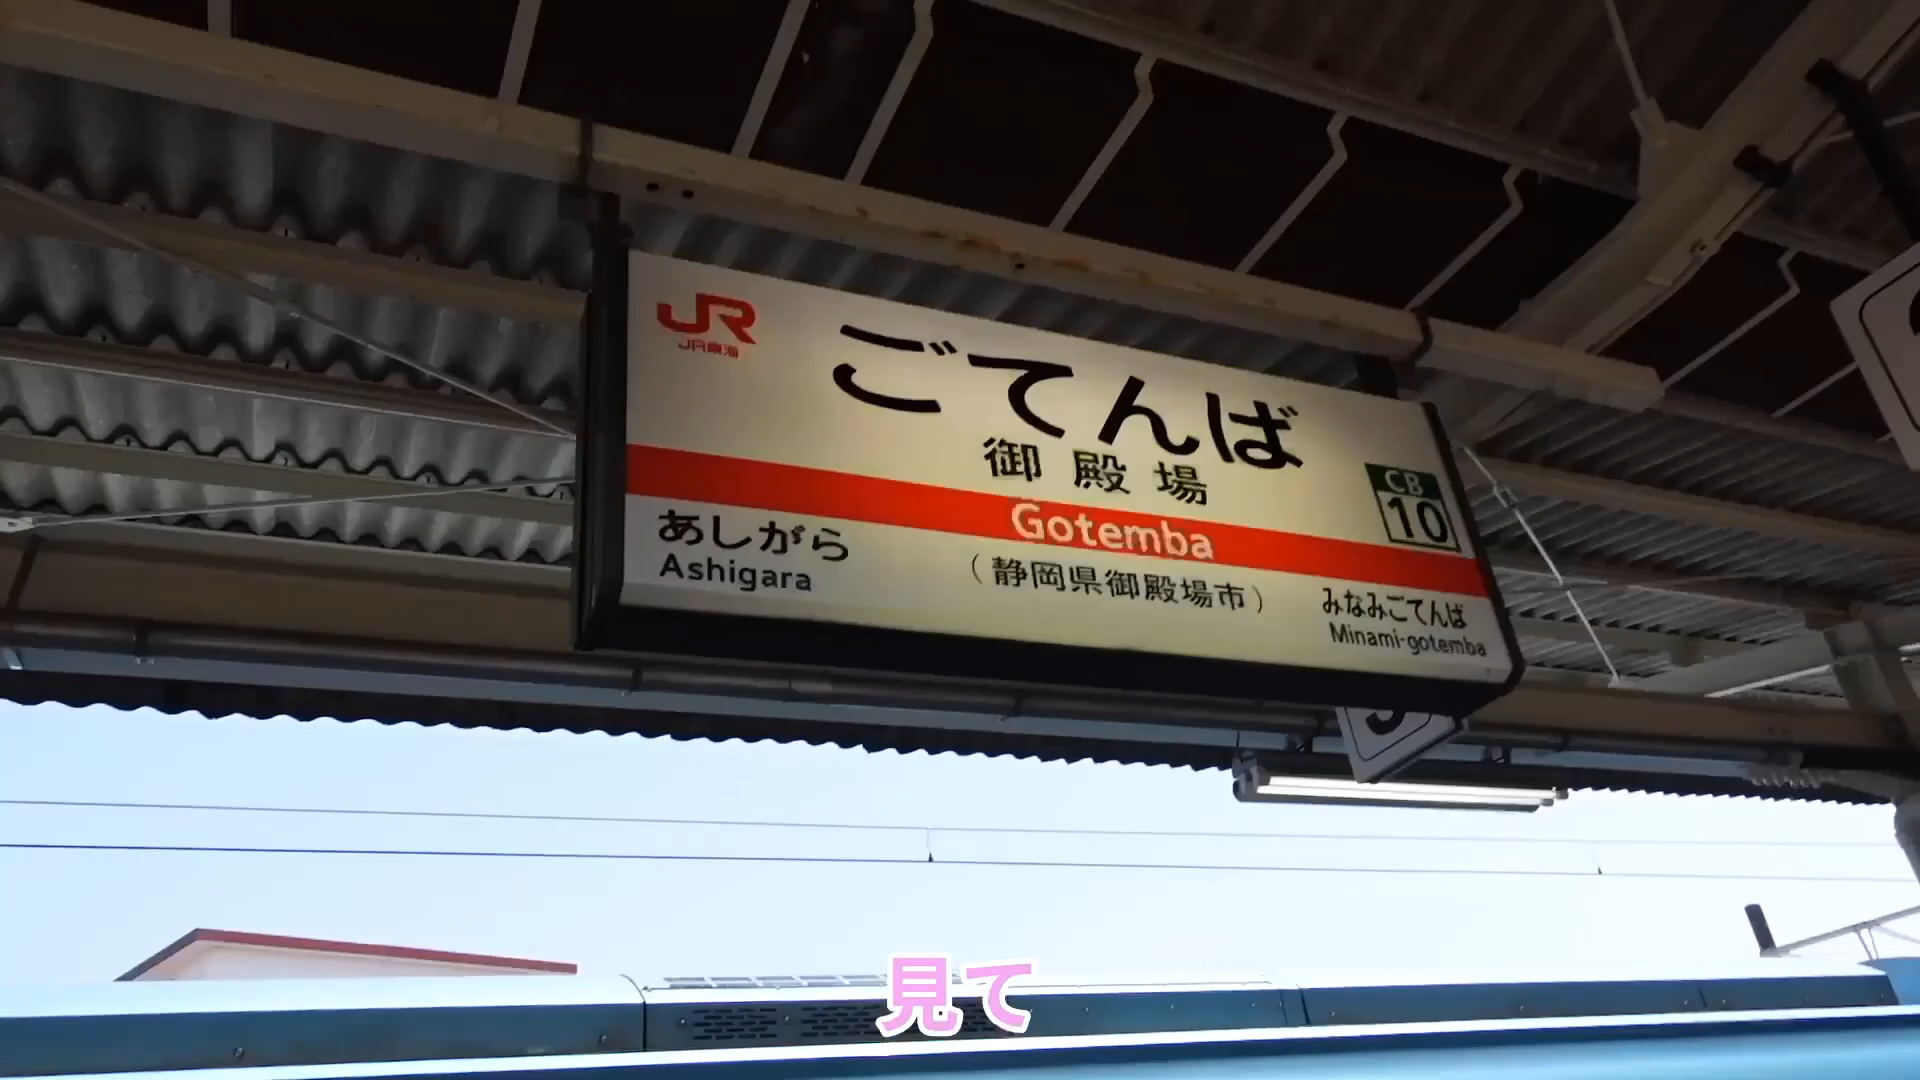 JR
JR東海
ごてんば
御殿場
CB
10
Gotemba
あしがら
Ashigara
（静岡県御殿場市）
みなみごてんば
Minami-gotemba
見て